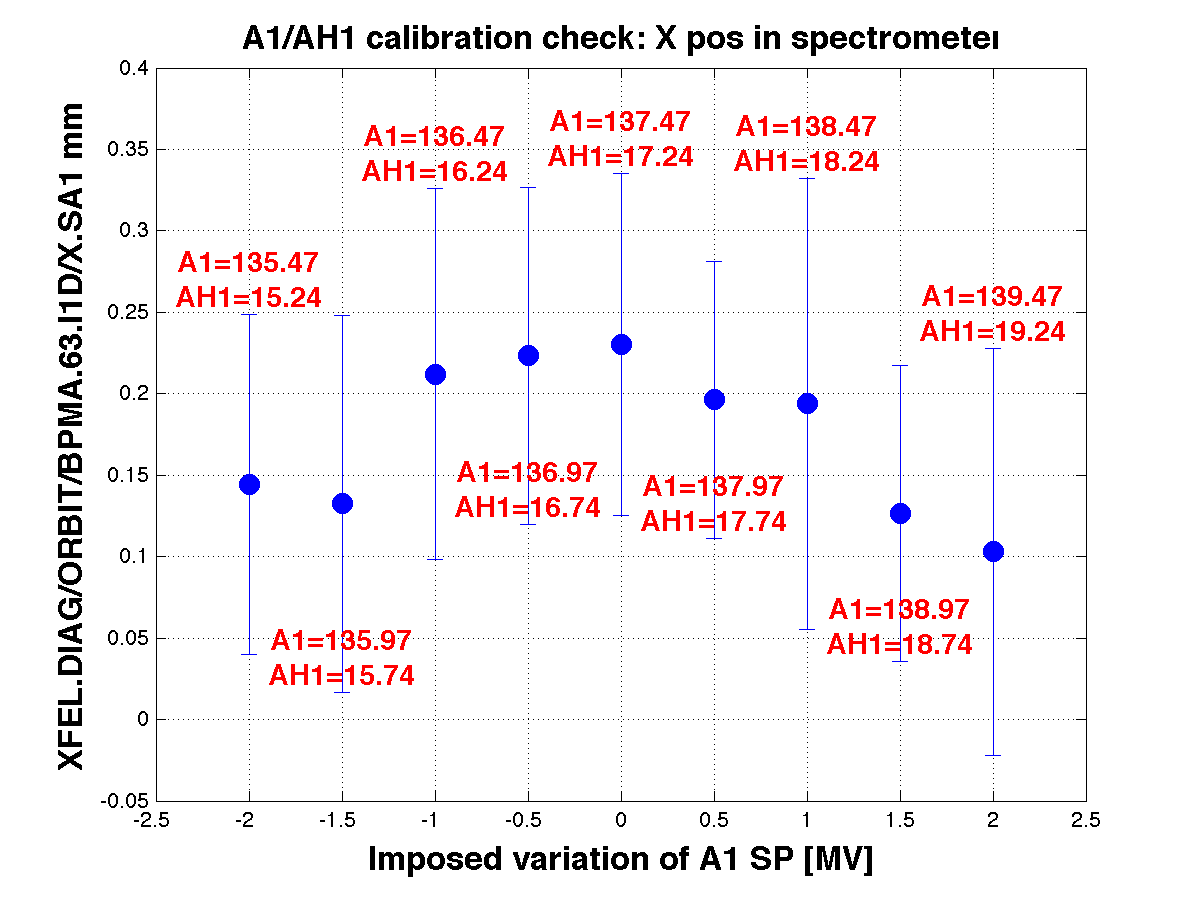 A1/AH1 calibration check: X pos in spectrometer
XFEL.DIAG/ORBIT/BPMA.63.I1D/X.SA1 mm
0.4
0.35
0.3
0.25
0.2
0.15
0.1
0.05
0
-0.05
A1=135.47
AH1=15.24
A1=135.97
AH1=15.74
A1=136.47
AH1=16.24
A1=136.97
AH1=16.74
A1=137.47
AH1=17.24
A1=137.97
AH1=17.74
A1=138.47
AH1=18.24
A1=138.97
AH1=18.74
A1=139.47
AH1=19.24
-2.5 -2 -1.5 -1 -0.5 0 0.5 1 1.5 2 2.5
Imposed variation of A1 SP [MV]